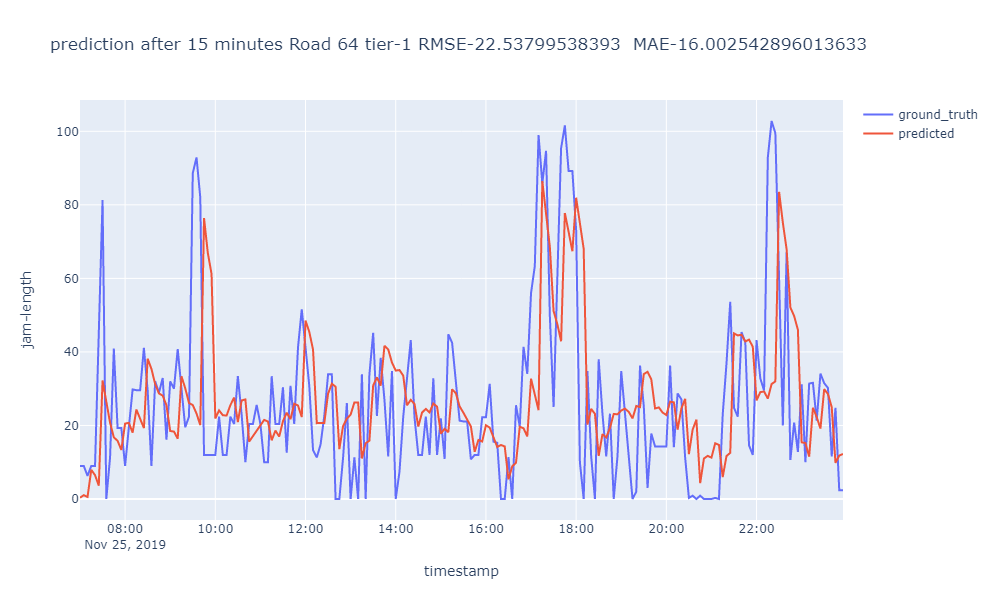 prediction after 15 minutes Road 64 tier-1 RMSE-22.53799538393  MAE-16.002542896013633
ground_truth
predicted
100
80
60
40
20
0
jam-length
08:00 10:00 12:00 14:00 16:00 18:00 20:00 22:00
Nov 25, 2019
timestamp